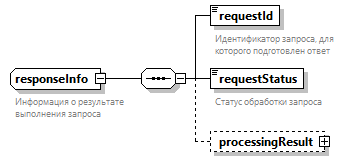 requestId
Идентификатор запроса, для
которого подготовлен ответ
responseInfo
Информация о результате
выполнения запроса
requestStatus
Статус обработки запроса
processingResult